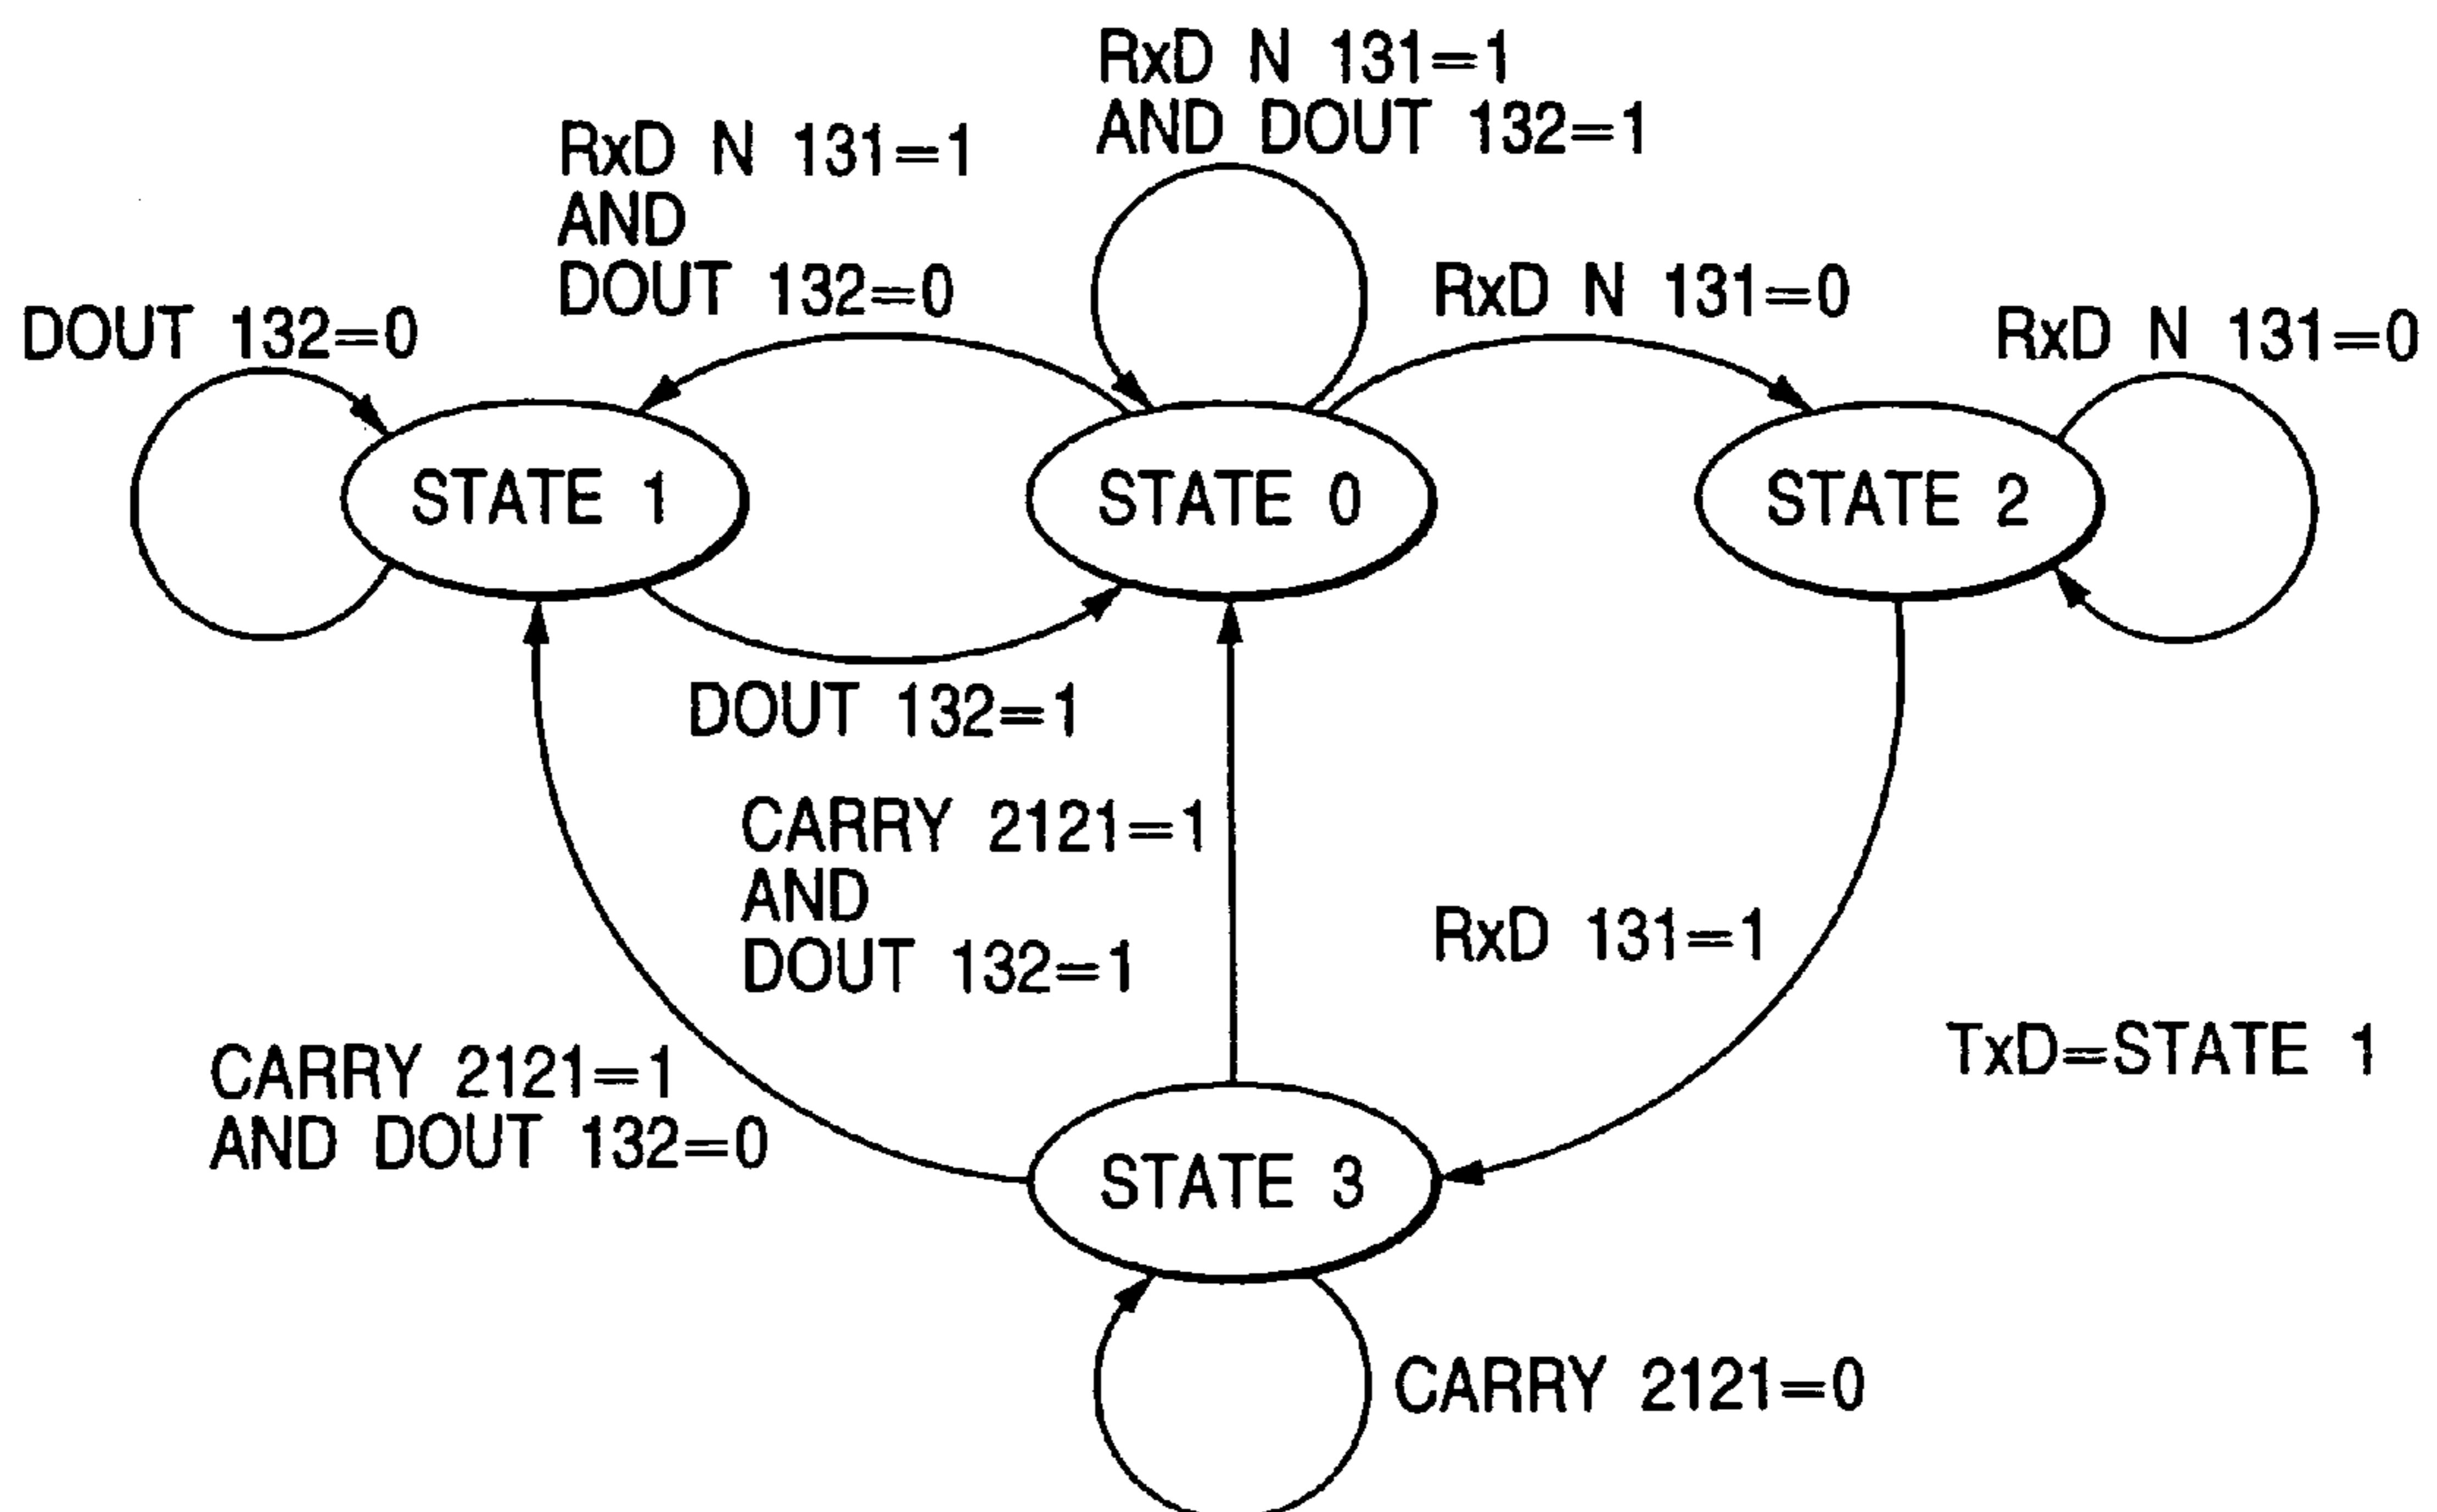 RxD N 131=1
AND DOUT 132=1
RxD N 131=1
AND
DOUT 132=0
RxD N 131=0
DOUT 132=0
RxD N 131=0
STATE 1
STATE 0
STATE 2
DOUT 132=1
CARRY 2121=1
AND
DOUT 132=1
RxD 131=1
TxD=STATE 1
CARRY 2121=1
AND DOUT 132=0
STATE 3
CARRY 2121=0